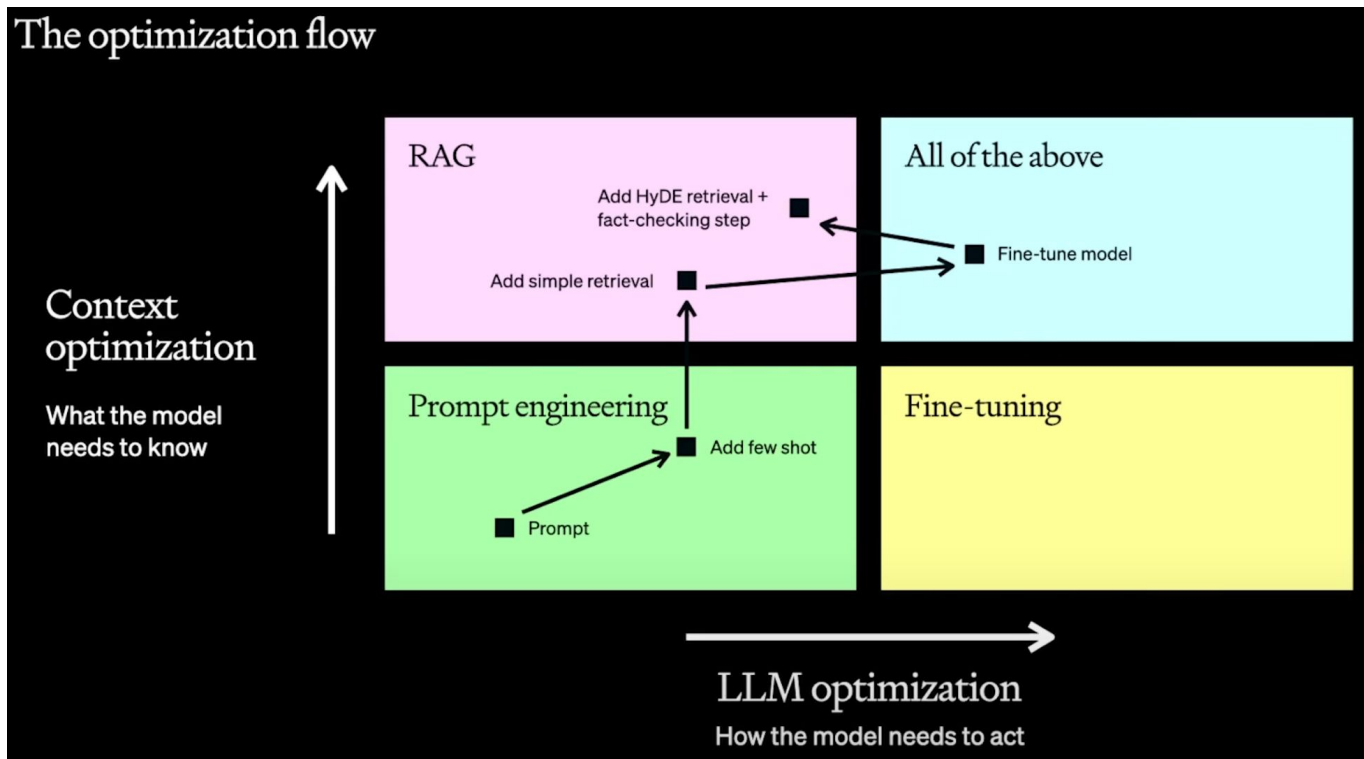 The optimization flow
RAG
All of the above
Add HyDE retrieval +
fact-checking step
Fine-tune model
Add simple retrieval
Context
optimization
What the model
needs to know
Prompt engineering
Fine-tuning
Add few shot
Prompt
LLM optimization
How the model needs to act